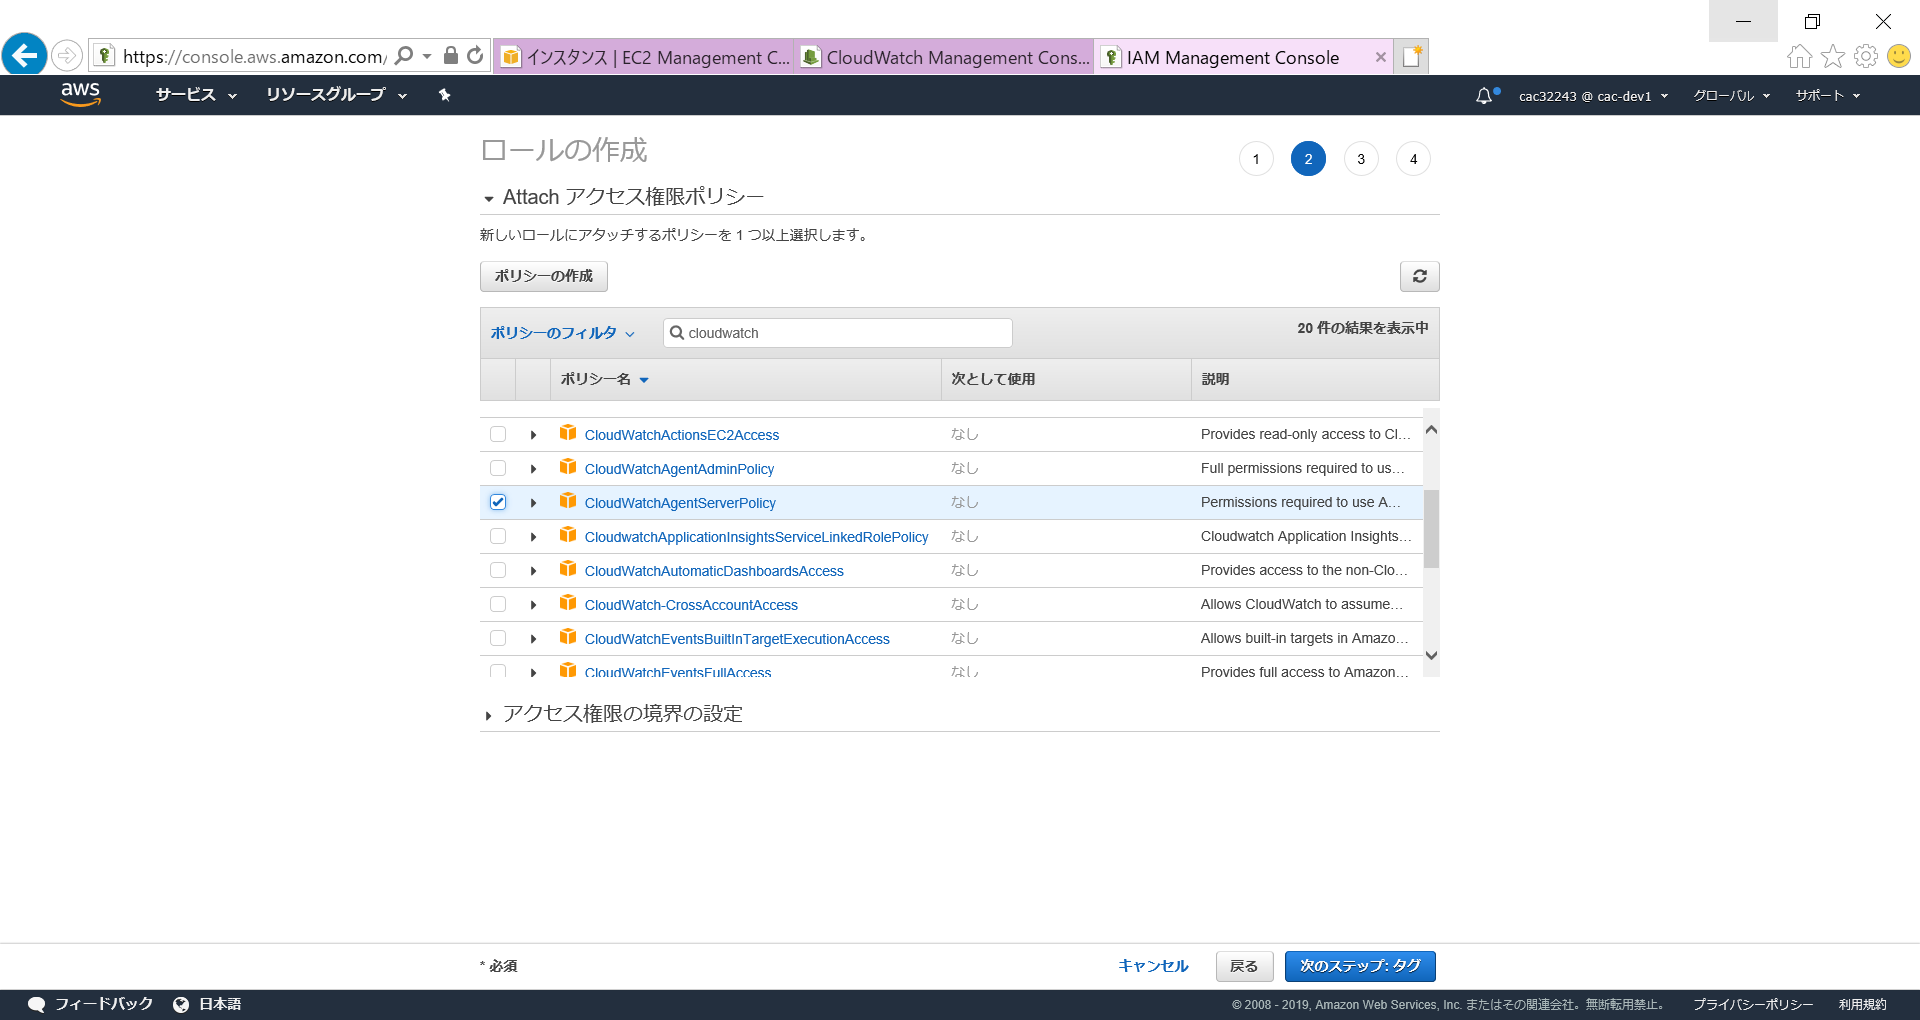 https://console.aws.amazon.com/
インスタンス | EC2 Management C...
CloudWatch Management Cons...
IAM Management Console
aws
サービス
リソースグループ
cac32243 @ cac-dev1
グローバル
サポート
ロールの作成
1
2
3
4
Attach アクセス権限ポリシー
新しいロールにアタッチするポリシーを 1 つ以上選択します。
ポリシーの作成
ポリシーのフィルタ
cloudwatch
20 件の結果を表示中
ポリシー名 次として使用 説明
CloudWatchActionsEC2Access なし Provides read-only access to Cl...
CloudWatchAgentAdminPolicy なし Full permissions required to us...
CloudWatchAgentServerPolicy なし Permissions required to use A...
CloudwatchApplicationInsightsServiceLinkedRolePolicy なし Cloudwatch Application Insights...
CloudWatchAutomaticDashboardsAccess なし Provides access to the non-Clo...
CloudWatch-CrossAccountAccess なし Allows CloudWatch to assume...
CloudWatchEventsBuiltInTargetExecutionAccess なし Allows built-in targets in Amazo...
CloudWatchEventsFullAccess なし Provides full access to Amazon...
アクセス権限の境界の設定
* 必須
キャンセル
戻る
次のステップ: タグ
フィードバック
日本語
© 2008 - 2019, Amazon Web Services, Inc. またはその関連会社。無断転用禁止。
プライバシーポリシー
利用規約